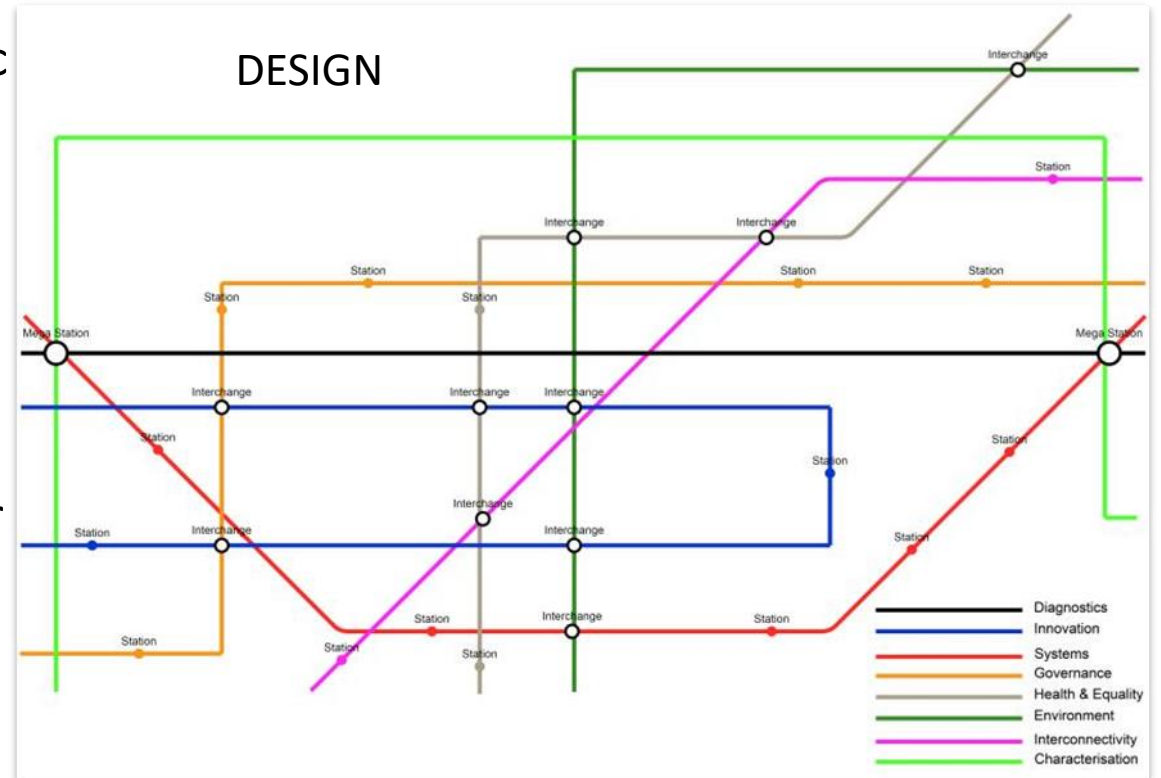 c
DESIGN
Interchange
Station
Interchange
Interchange
Station
Station
Station
Station
Station
Mega Station
Mega Station
Interchange
Interchange
Interchange
Station
Station
Station
Interchange
Station
Interchange
Interchange
Station
Station
Interchange
Station
Station
Station
Station
Diagnostics
Innovation
Systems
Governance
Health & Equality
Environment
Interconnectivity
Characterisation